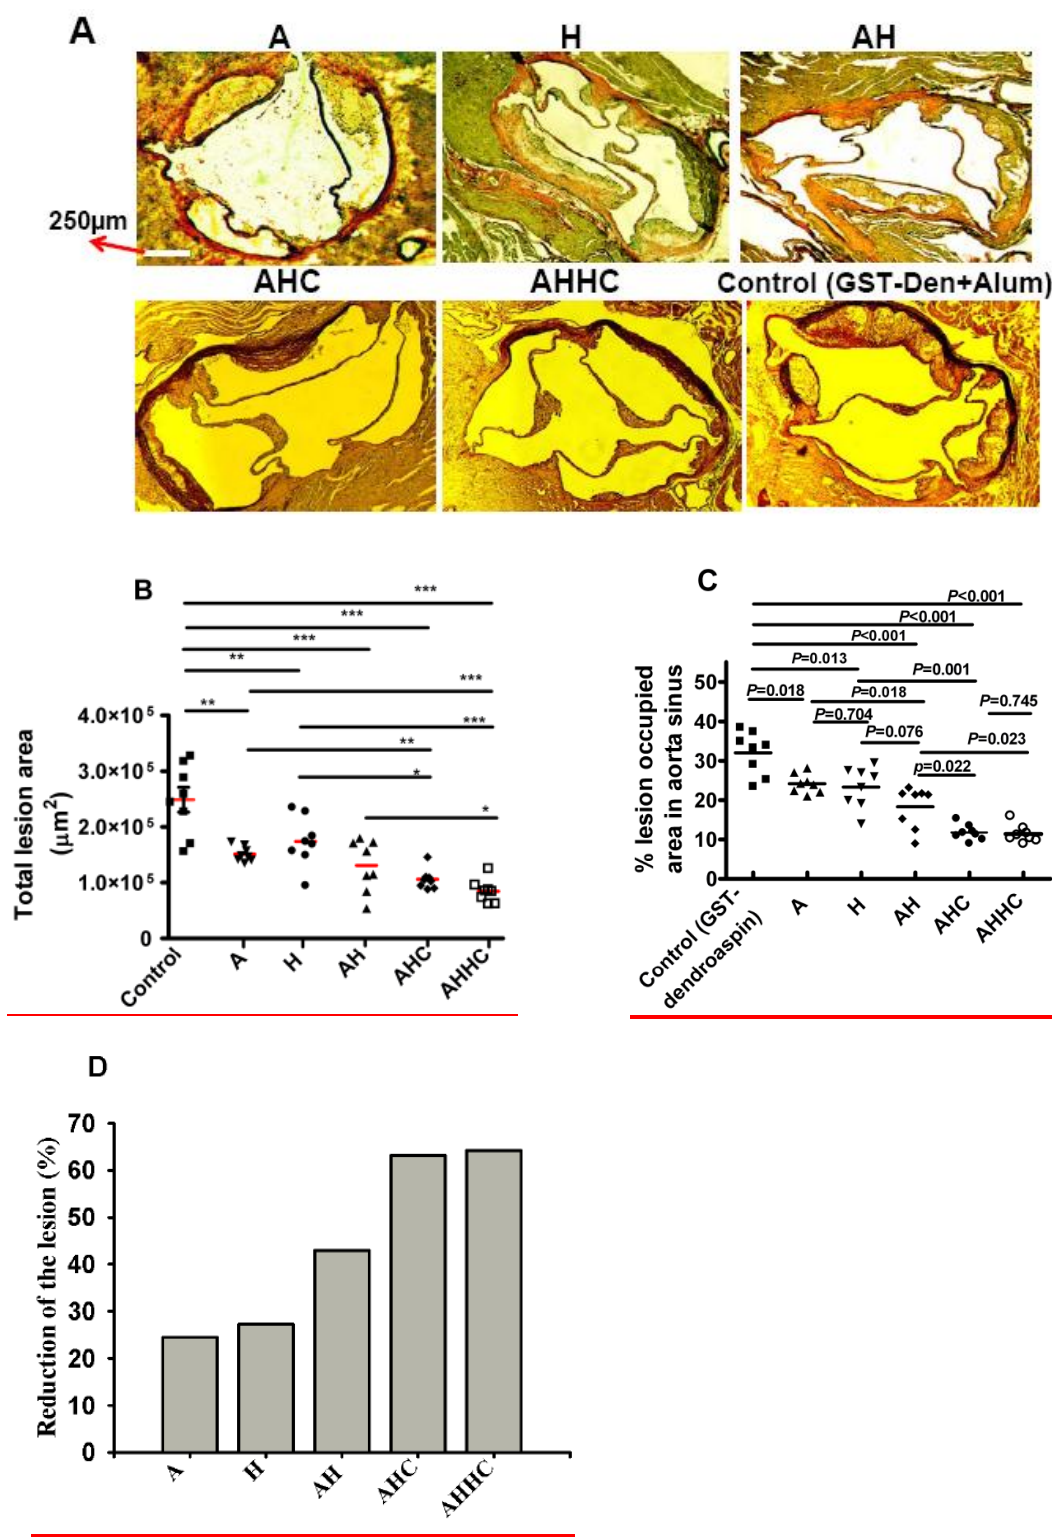 A
A H AH
250µm
AHC AHHC Control (GST-Den+Alum)
B
***
***
***
**
***
**
***
**
*
*
Total lesion area
(µm²)
4.0×10⁵
3.0×10⁵
2.0×10⁵
1.0×10⁵
0
Control A H AH AHC AHHC
C
P<0.001
P<0.001
P<0.001
P=0.013 P=0.001
P=0.018 P=0.018 P=0.745
P=0.704
P=0.076 P=0.023
p=0.022
% lesion occupied
area in aorta sinus
50
40
30
20
10
0
Control (GST-
dendroaspin)
A H AH AHC AHHC
D
Reduction of the lesion (%)
70
60
50
40
30
20
10
0
A H AH AHC AHHC